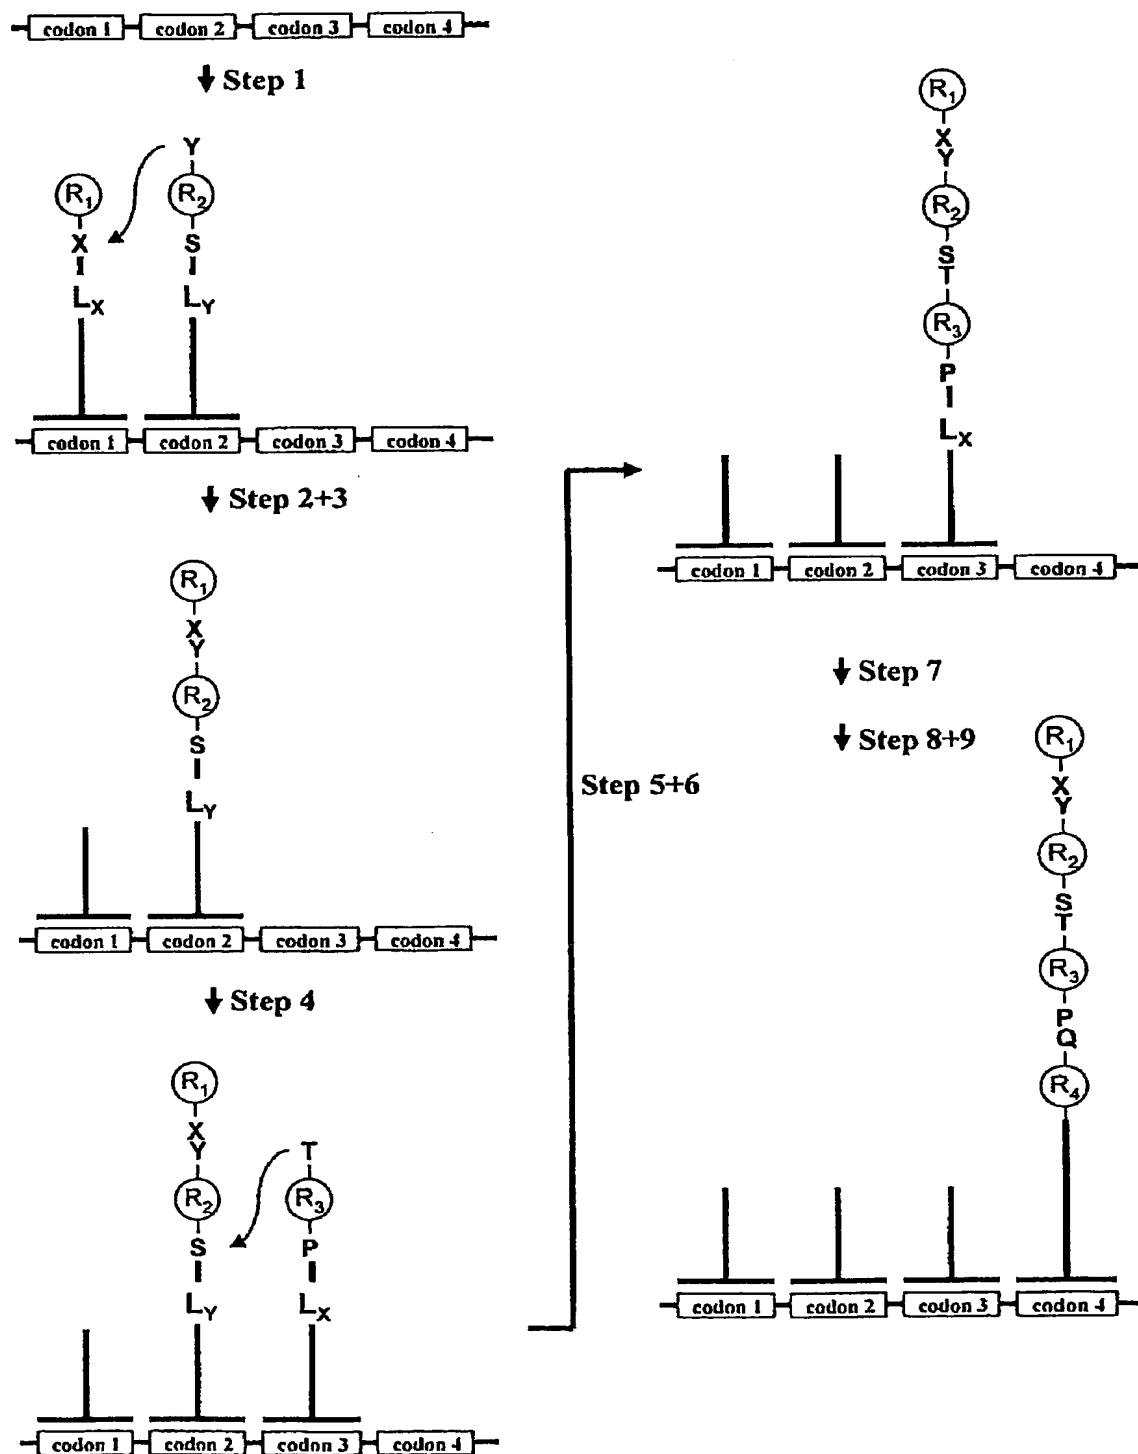 codon 1 codon 2 codon 3 codon 4
Step 1
Y
R1 R2
X S
LX LY
codon 1 codon 2 codon 3 codon 4
Step 2+3
R1
X
Y
R2
S
LY
codon 1 codon 2 codon 3 codon 4
Step 4
R1
X
Y T
R2 R3
S P
LY LX
codon 1 codon 2 codon 3 codon 4
Step 5+6
R1
X
Y
R2
S
T
R3
P
LX
codon 1 codon 2 codon 3 codon 4
Step 7
Step 8+9
R1
X
Y
R2
S
T
R3
P
Q
R4
codon 1 codon 2 codon 3 codon 4